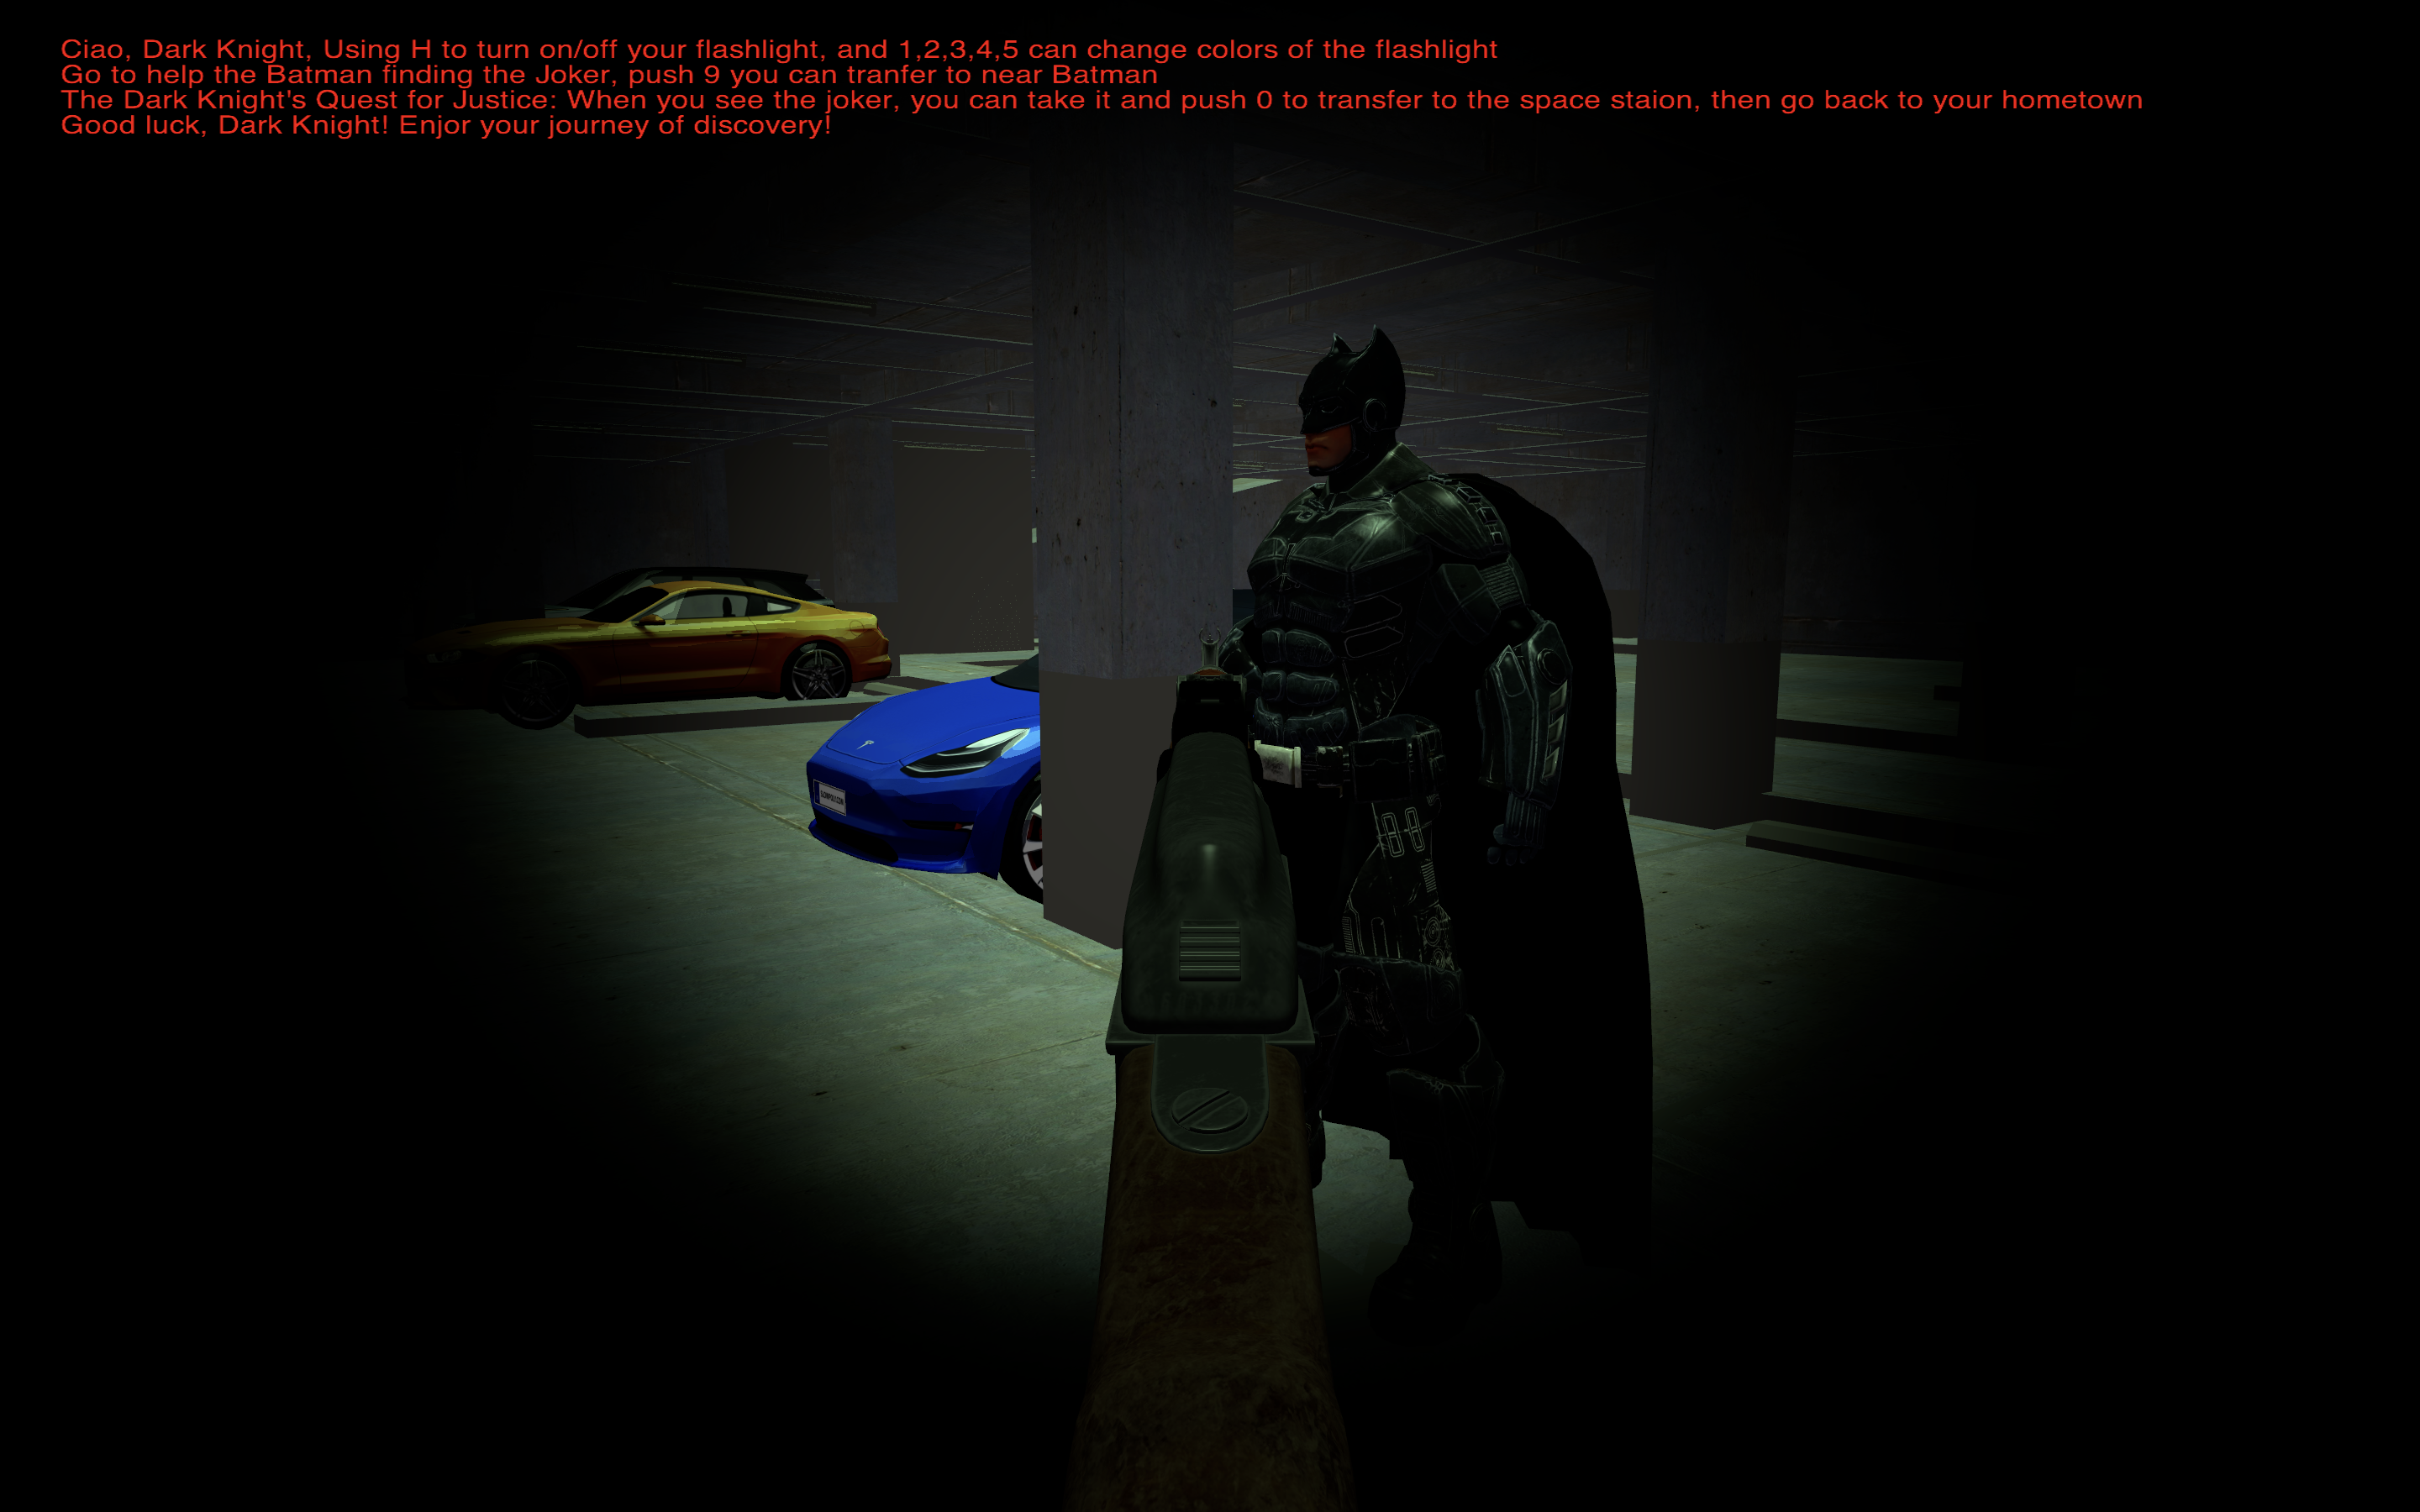 Ciao, Dark Knight, Using H to turn on/off your flashlight, and 1,2,3,4,5 can change colors of the flashlight
Go to help the Batman finding the Joker, push 9 you can tranfer to near Batman
The Dark Knight's Quest for Justice: When you see the joker, you can take it and push 0 to transfer to the space staion, then go back to your hometown
Good luck, Dark Knight! Enjor your journey of discovery!